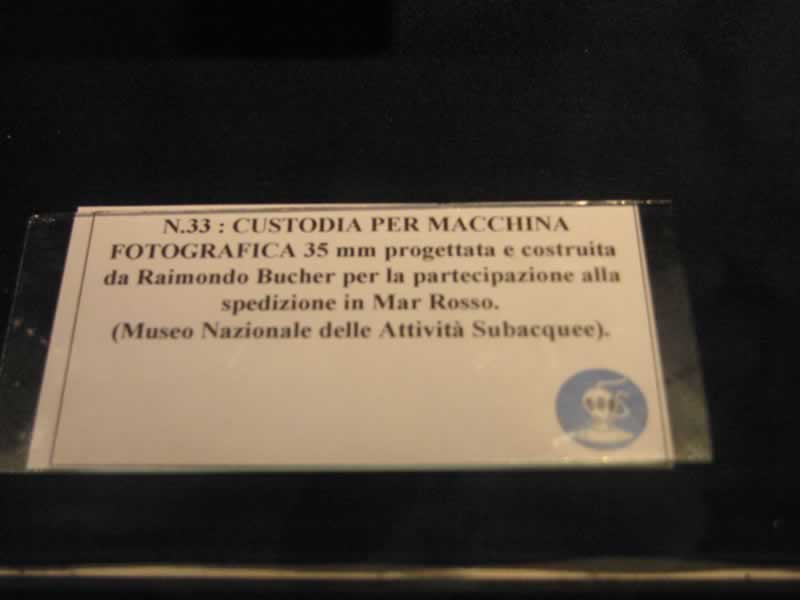 N.33 : CUSTODIA PER MACCHINA
FOTOGRAFICA 35 mm progettata e costruita
da Raimondo Bucher per la partecipazione alla
spedizione in Mar Rosso.
(Museo Nazionale delle Attività Subacquee).